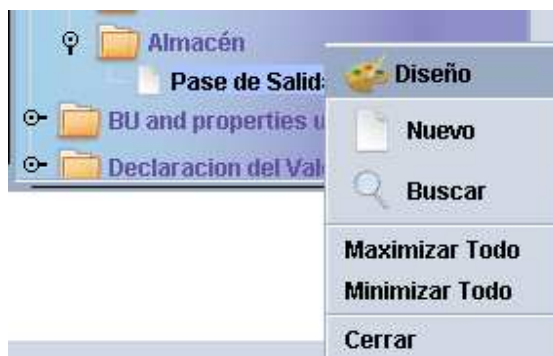 Almacén
Pase de Salid
BU and properties u
Declaracion del Val
Diseño
Nuevo
Buscar
Maximizar Todo
Minimizar Todo
Cerrar